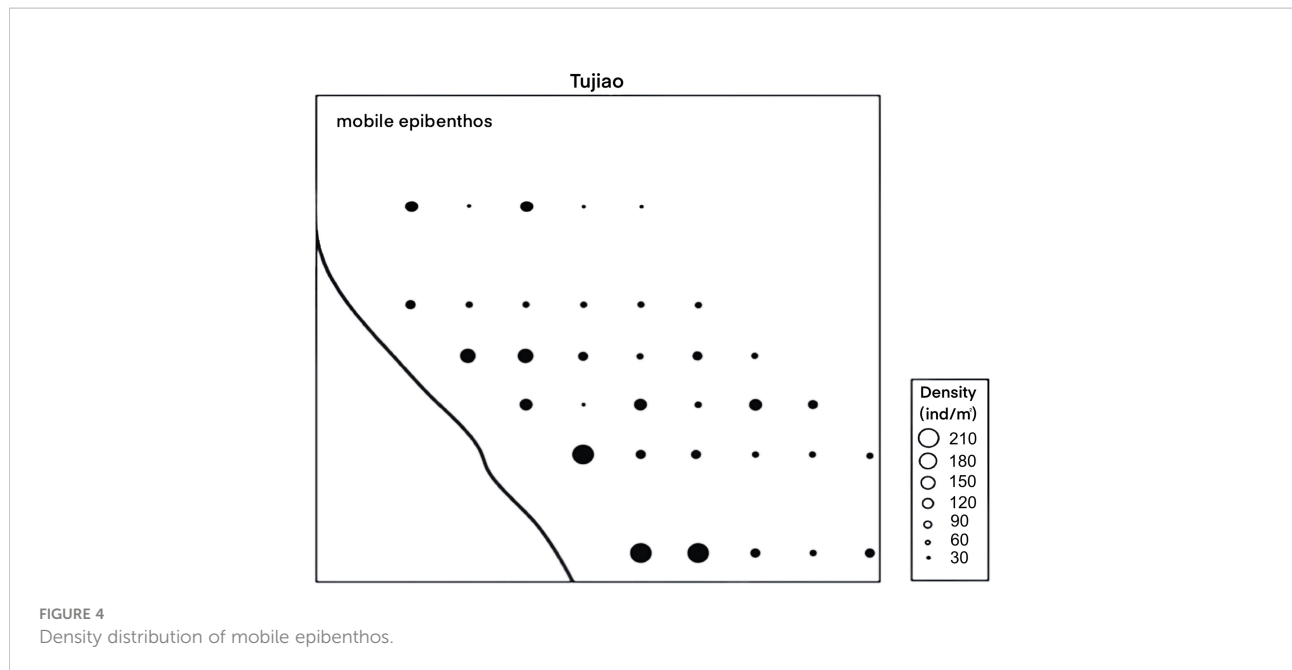 Tujiao
mobile epibenthos
Density
(ind/m²)
210
180
150
120
90
60
30
FIGURE 4
Density distribution of mobile epibenthos.